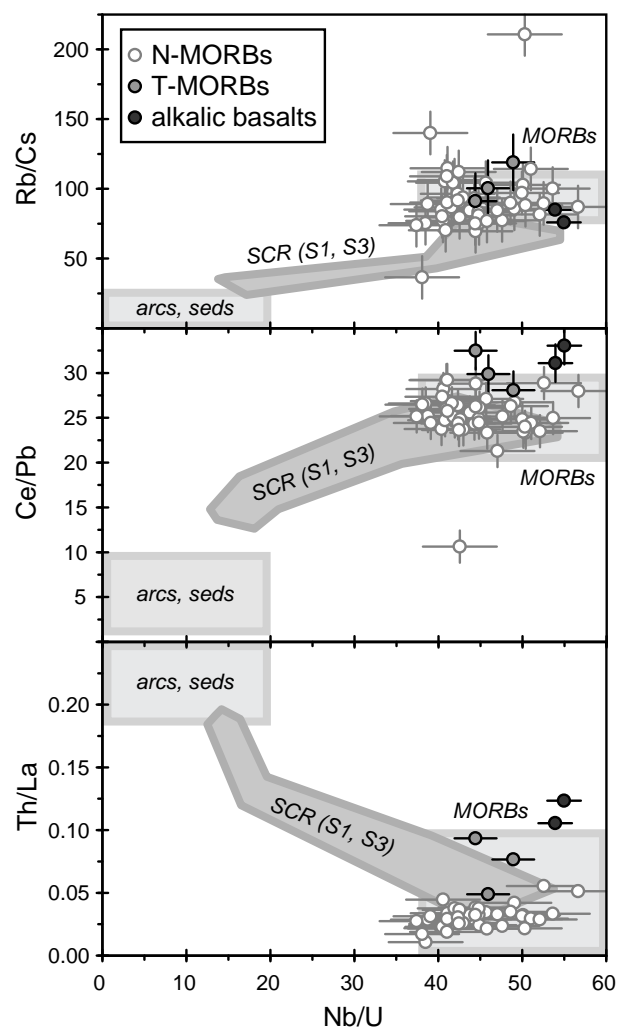 200
150
100
50
Rb/Cs
N-MORBs
T-MORBs
alkalic basalts
MORBs
SCR (S1, S3)
arcs, seds
30
25
20
15
10
5
Ce/Pb
SCR (S1, S3)
MORBs
arcs, seds
0.20
0.15
0.10
0.05
0.00
Th/La
arcs, seds
SCR (S1, S3)
MORBs
0 10 20 30 40 50 60
Nb/U